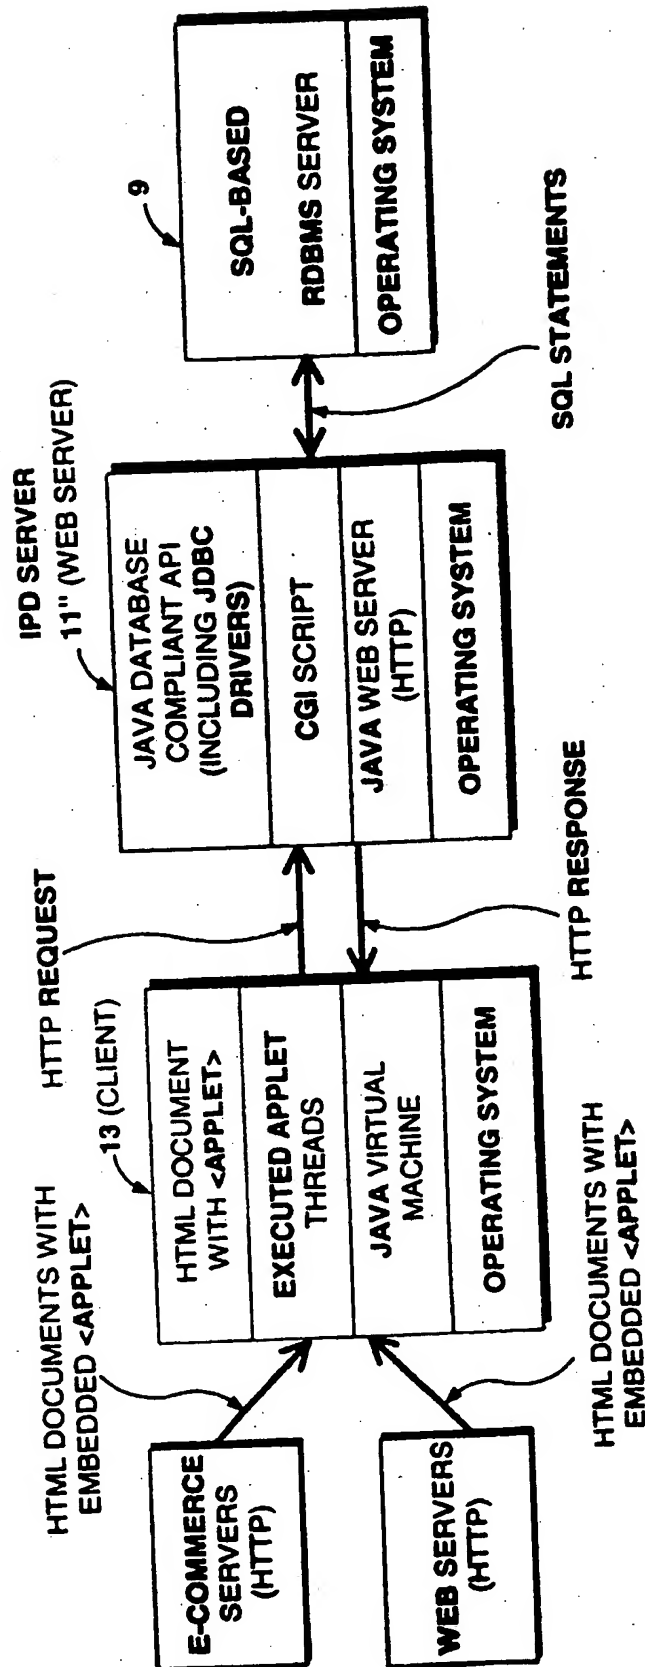 HTML DOCUMENTS WITH
EMBEDDED <APPLET>
E-COMMERCE
SERVERS
(HTTP)
WEB SERVERS
(HTTP)
HTML DOCUMENTS WITH
EMBEDDED <APPLET>
13 (CLIENT)
HTML DOCUMENT
WITH <APPLET>
EXECUTED APPLET
THREADS
JAVA VIRTUAL
MACHINE
OPERATING SYSTEM
HTTP REQUEST
HTTP RESPONSE
IPD SERVER
11" (WEB SERVER)
JAVA DATABASE
COMPLIANT API
(INCLUDING JDBC
DRIVERS)
CGI SCRIPT
JAVA WEB SERVER
(HTTP)
OPERATING SYSTEM
SQL STATEMENTS
9
SQL-BASED
RDBMS SERVER
OPERATING SYSTEM